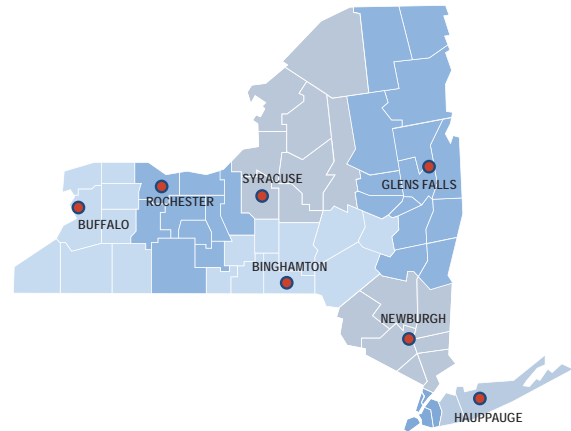 SYRACUSE
GLENS FALLS
ROCHESTER
BUFFALO
BINGHAMTON
NEWBURGH
HAUPPAUGE